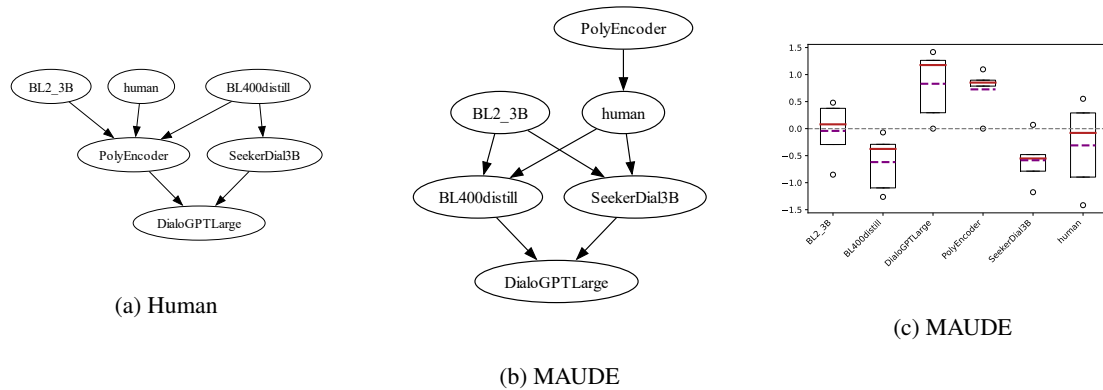 BL2_3B
human
BL400distill
PolyEncoder
SeekerDial3B
DialoGPTLarge
(a) Human
PolyEncoder
BL2_3B
human
BL400distill
SeekerDial3B
DialoGPTLarge
(b) MAUDE
1.5
1.0
0.5
0.0
−0.5
−1.0
−1.5
BL2_3B
BL400distill
DialoGPTLarge
PolyEncoder
SeekerDial3B
human
(c) MAUDE